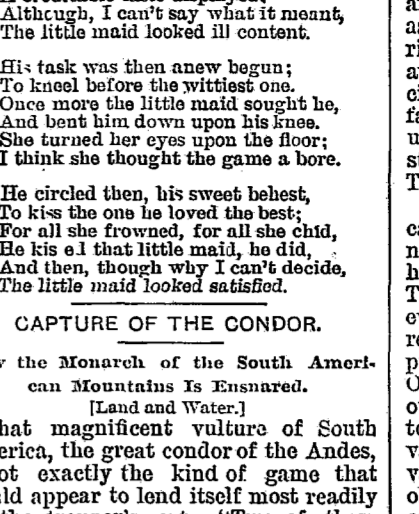 Although, I can't say what it meant,
The little maid looked ill content.
His task was then anew begun;
To kneel before the wittiest one.
Once more the little maid sought he,
And bent him down upon his knee.
She turned her eyes upon the floor;
I think she thought the game a bore.
He circled then, his sweet behest,
To kiss the one he loved the best;
For all she frowned, for all she chid,
He kis ed that little maid, he did,
And then, though why I can't decide,
The little maid looked satisfied.
CAPTURE OF THE CONDOR.
the Monarch of the South Ameri-
can Mountains Is Ensnared.
[Land and Water.]
hat magnificent vulture of South
erica, the great condor of the Andes,
ot exactly the kind of game that
ld appear to lend itself most readily